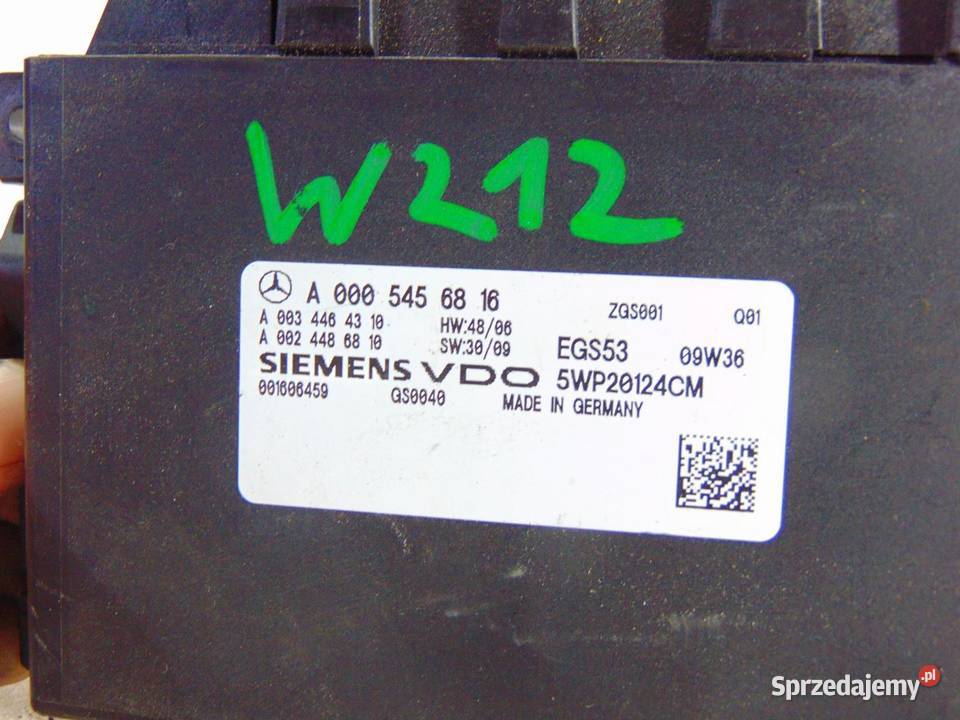 W212
A 000 545 68 16
ZGS001 Q01
A 003 446 43 10 HW:48/06
A 002 448 68 10 SW:30/09
EGS53 09W36
SIEMENS VDO 5WP20124CM
001606459 GS0040 MADE IN GERMANY
Sprzedajemy.pl